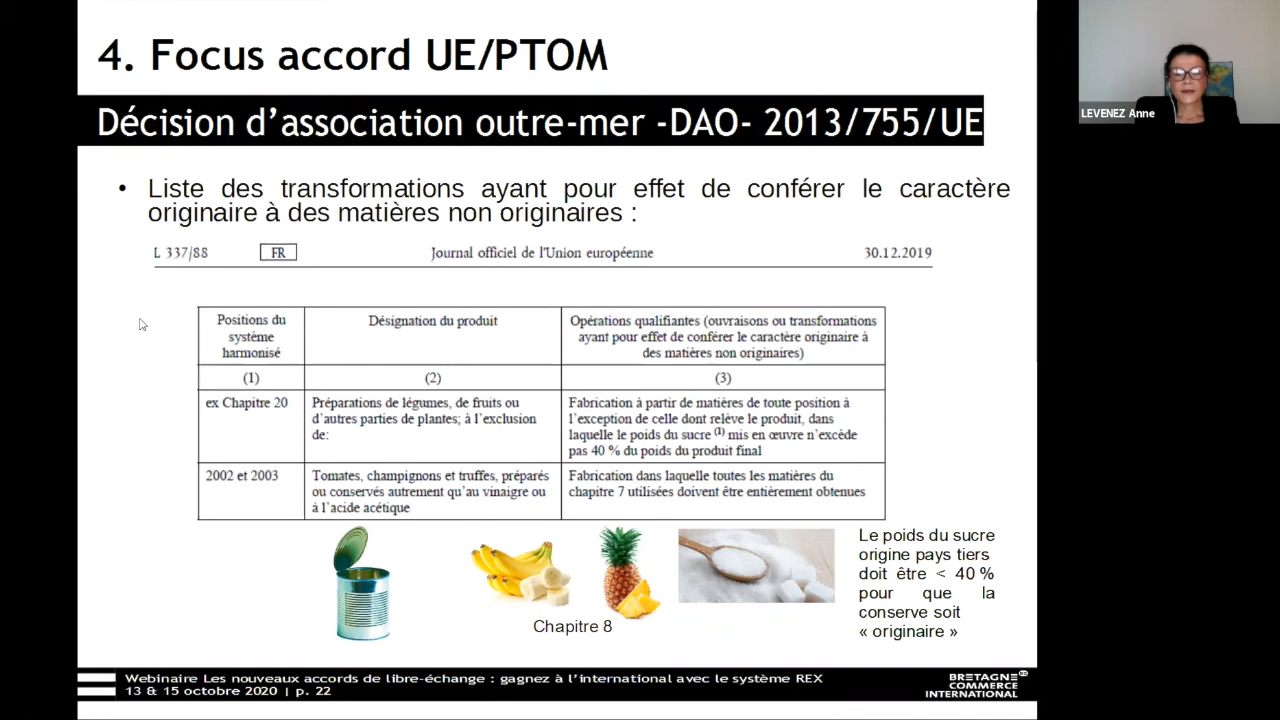 4. Focus accord UE/PTOM
Décision d'association outre-mer -DAO- 2013/755/UE
• Liste des transformations ayant pour effet de conférer le caractère
originaire à des matières non originaires :
L 337/88 FR Journal officiel de l'Union européenne 30.12.2019
Positions du
système
harmonisé
Désignation du produit
Opérations qualifiantes (ouvraisons ou transformations
ayant pour effet de conférer le caractère originaire à
des matières non originaires)
(1) (2) (3)
ex Chapitre 20
Préparations de légumes, de fruits ou
d'autres parties de plantes; à l'exclusion
de:
Fabrication à partir de matières de toute position à
l'exception de celle dont relève le produit, dans
laquelle le poids du sucre (1) mis en œuvre n'excède
pas 40 % du poids du produit final
2002 et 2003
Tomates, champignons et truffes, préparés
ou conservés autrement qu'au vinaigre ou
à l'acide acétique
Fabrication dans laquelle toutes les matières du
chapitre 7 utilisées doivent être entièrement obtenues
Chapitre 8
Le poids du sucre
origine pays tiers
doit être < 40 %
pour que la
conserve soit
« originaire »
Webinaire Les nouveaux accords de libre-échange : gagnez à l'international avec le système REX
13 & 15 octobre 2020 | p. 22
BRETAGNE
COMMERCE
INTERNATIONAL
LEVENEZ Anne